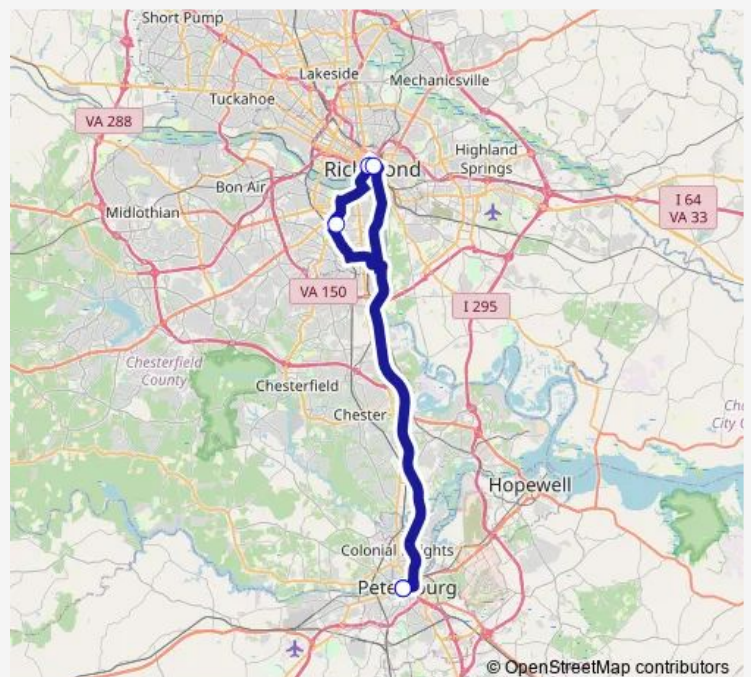 Short Pump
Lakeside
Mechanicsville
Tuckahoe
VA 288
Highland
Springs
Bon Air
Midlothian
I 64
VA 33
VA 150
I 295
Chesterfield
County
Chesterfield
Chester
Hopewell
Colonial
© OpenStreetMap contributors